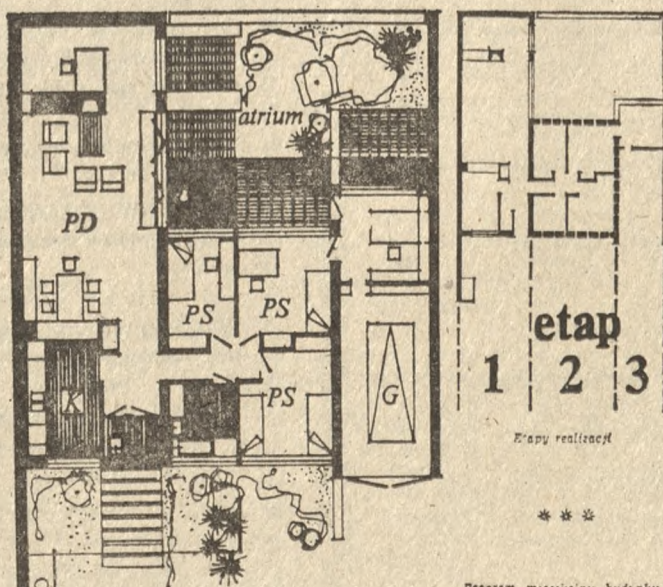 atrium
PD
PS
PS
K
PS
G
etap
1 2 3
Etapy realizacji
* * *